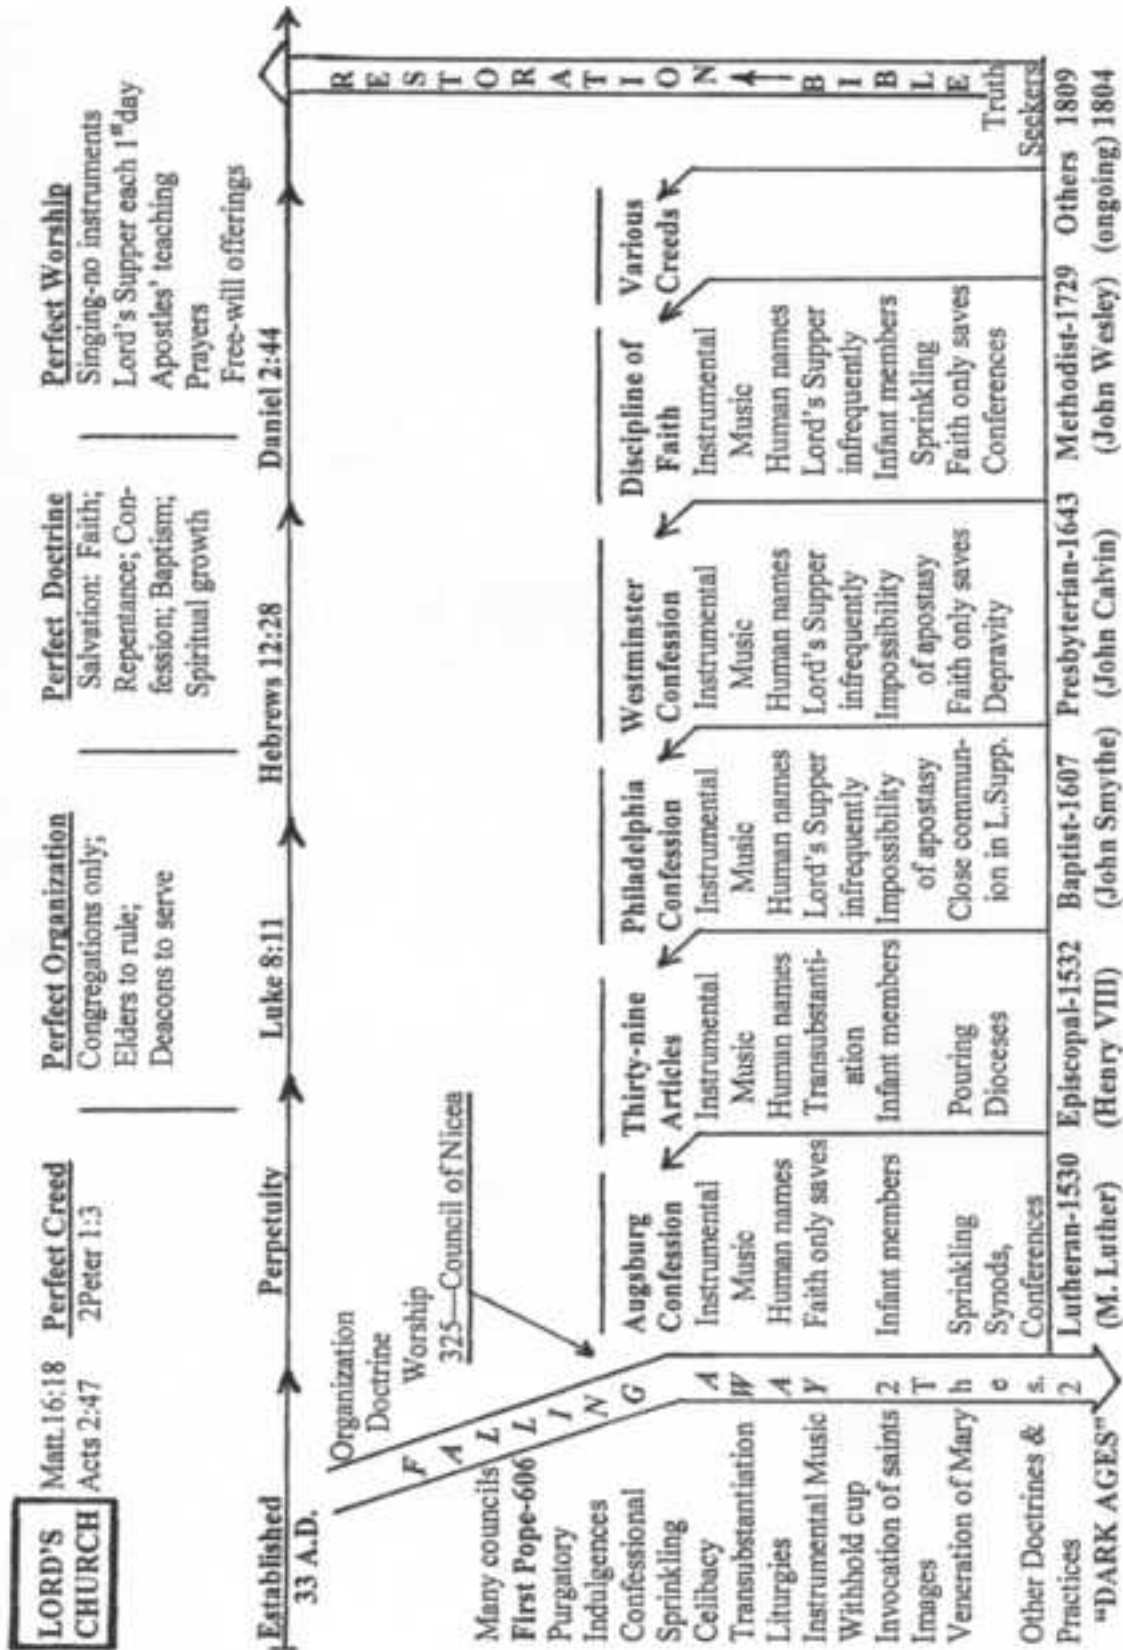 LORD'S
CHURCH
Matt.16:18
Acts 2:47
Perfect Creed
2Peter 1:3
Perfect Organization
Congregations only;
Elders to rule;
Deacons to serve
Perfect Doctrine
Salvation: Faith;
Repentance; Con-
fession; Baptism;
Spiritual growth
Perfect Worship
Singing-no instruments
Lord's Supper each 1st day
Apostles' teaching
Prayers
Free-will offerings
Established
Perpetuity
Luke 8:11
Hebrews 12:28
Daniel 2:44
33 A.D.
Organization
Doctrine
Worship
325—Council of Nicea
FALLING
AWAY
2 Thes. 2
Many councils
First Pope-606
Purgatory
Indulgences
Confessional
Sprinkling
Celibacy
Transubstantiation
Liturgies
Instrumental Music
Withhold cup
Invocation of saints
Images
Veneration of Mary
Other Doctrines &
Practices
"DARK AGES"
Augsburg
Confession
Instrumental
Music
Human names
Faith only saves
Infant members
Sprinkling
Synods,
Conferences
Lutheran-1530
(M. Luther)
Thirty-nine
Articles
Instrumental
Music
Human names
Transubstanti-
ation
Infant members
Pouring
Dioceses
Episcopal-1532
(Henry VIII)
Philadelphia
Confession
Instrumental
Music
Human names
Lord's Supper
infrequently
Impossibility
of apostasy
Close commun-
ion in L.Supp.
Baptist-1607
(John Smythe)
Westminster
Confession
Instrumental
Music
Human names
Lord's Supper
infrequently
Impossibility
of apostasy
Faith only saves
Depravity
Presbyterian-1643
(John Calvin)
Discipline of
Faith
Instrumental
Music
Human names
Lord's Supper
infrequently
Infant members
Sprinkling
Faith only saves
Conferences
Methodist-1729
(John Wesley)
Various
Creeds
Others
(ongoing)
1809
1804
Truth
Seekers
BIBLE
RESTORATION